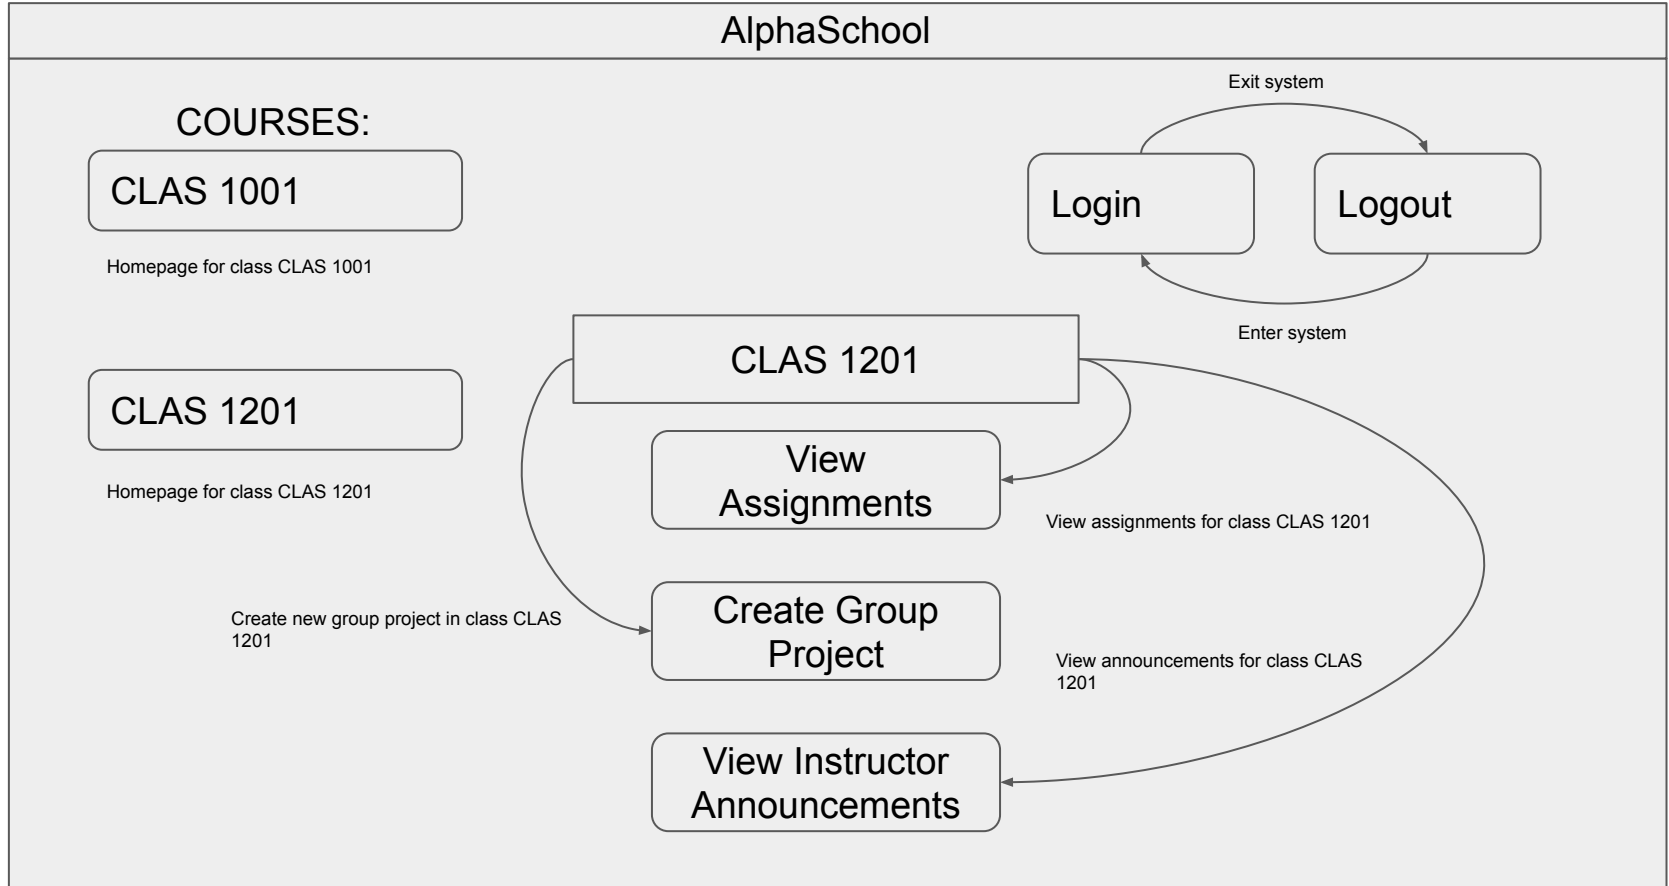 AlphaSchool
COURSES:
CLAS 1001
Homepage for class CLAS 1001
CLAS 1201
Homepage for class CLAS 1201
Exit system
Login
Logout
Enter system
CLAS 1201
View
Assignments
View assignments for class CLAS 1201
Create new group project in class CLAS
1201
Create Group
Project
View announcements for class CLAS
1201
View Instructor
Announcements